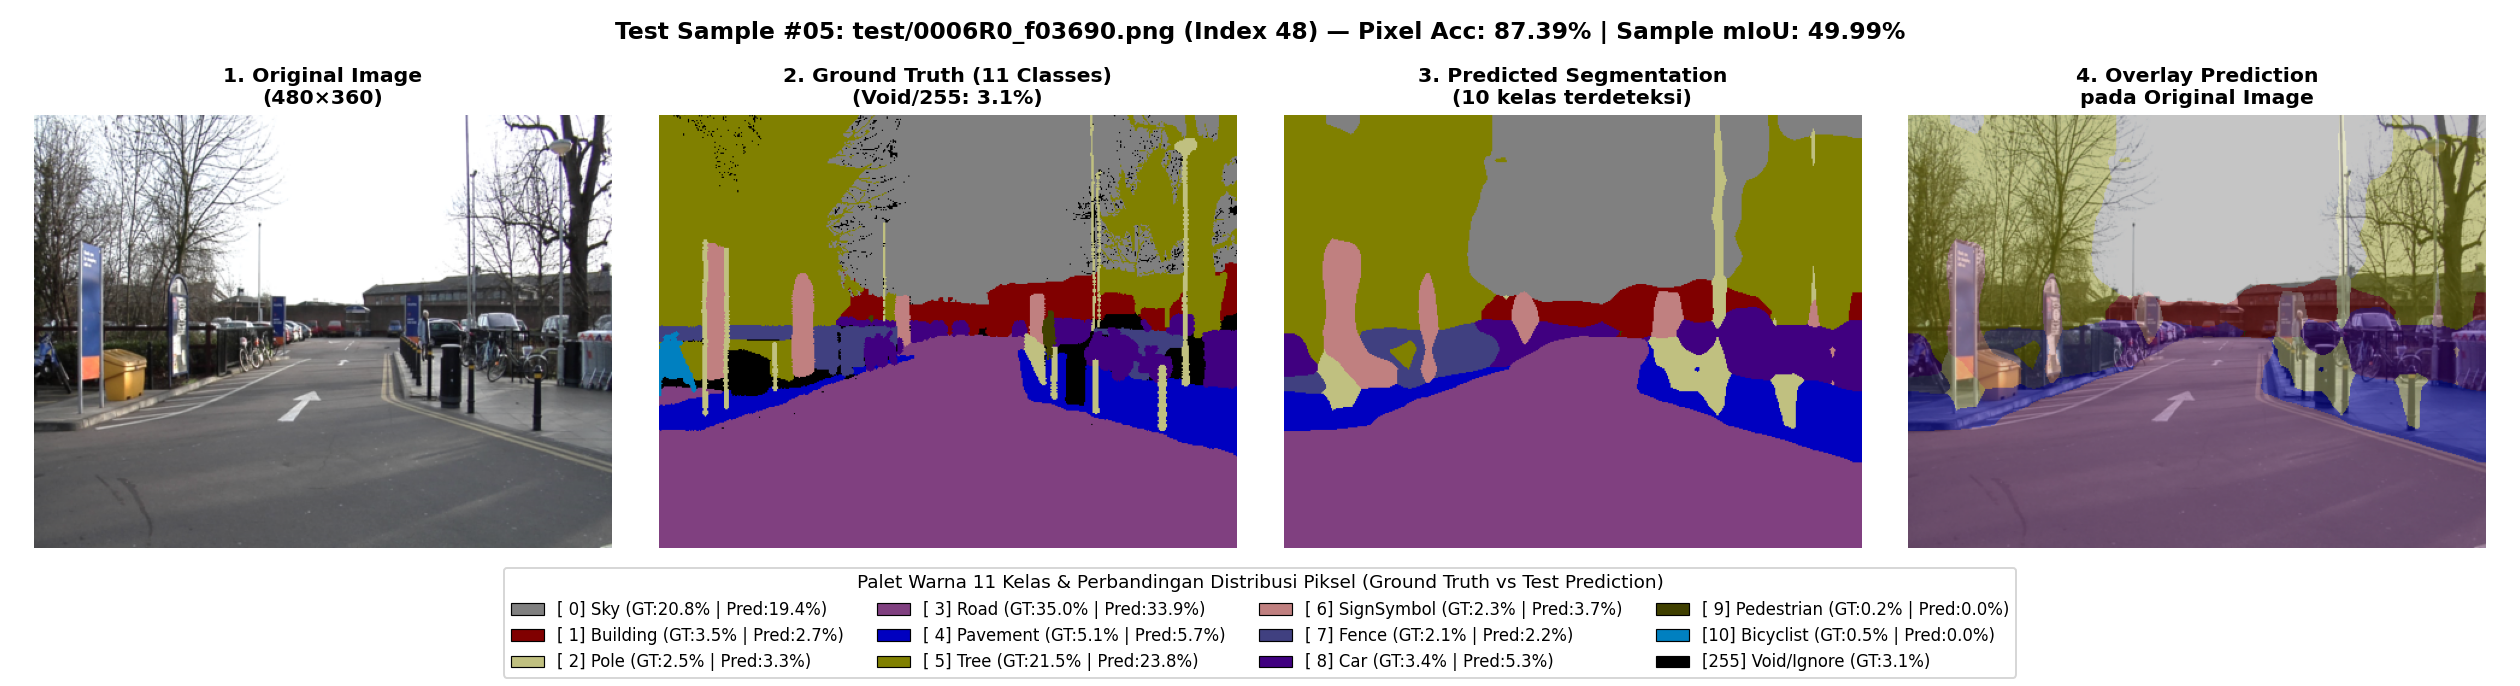 Test Sample #05: test/0006R0_f03690.png (Index 48) — Pixel Acc: 87.39% | Sample mIoU: 49.99%
1. Original Image
(480×360)
2. Ground Truth (11 Classes)
(Void/255: 3.1%)
3. Predicted Segmentation
(10 kelas terdeteksi)
4. Overlay Prediction
pada Original Image
Palet Warna 11 Kelas & Perbandingan Distribusi Piksel (Ground Truth vs Test Prediction)
[ 0] Sky (GT:20.8% | Pred:19.4%)
[ 1] Building (GT:3.5% | Pred:2.7%)
[ 2] Pole (GT:2.5% | Pred:3.3%)
[ 3] Road (GT:35.0% | Pred:33.9%)
[ 4] Pavement (GT:5.1% | Pred:5.7%)
[ 5] Tree (GT:21.5% | Pred:23.8%)
[ 6] SignSymbol (GT:2.3% | Pred:3.7%)
[ 7] Fence (GT:2.1% | Pred:2.2%)
[ 8] Car (GT:3.4% | Pred:5.3%)
[ 9] Pedestrian (GT:0.2% | Pred:0.0%)
[10] Bicyclist (GT:0.5% | Pred:0.0%)
[255] Void/Ignore (GT:3.1%)